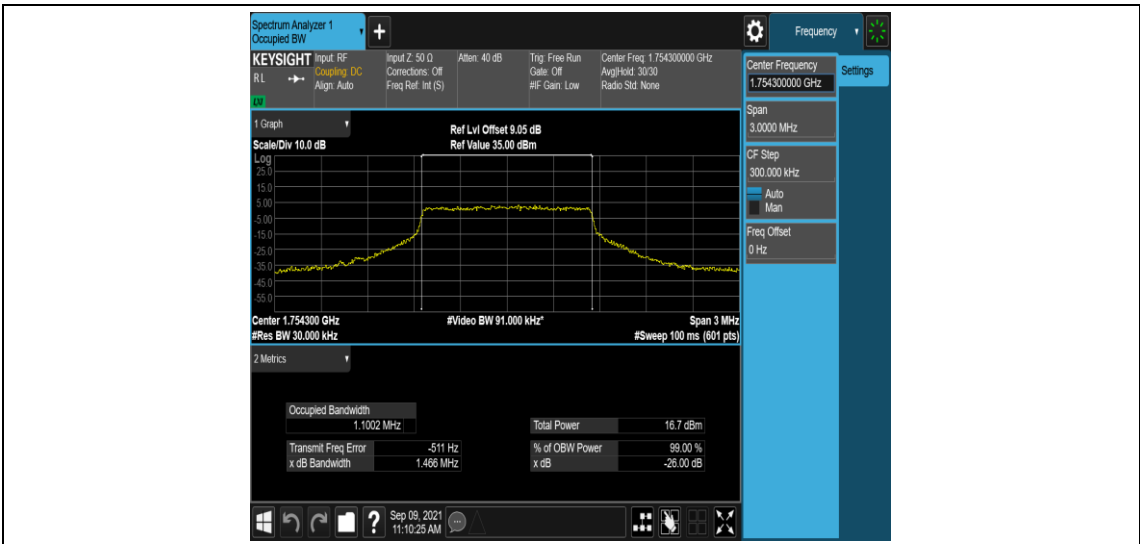 Spectrum Analyzer 1
Occupied BW
+
Frequency
KEYSIGHT
RL
LXI
Input: RF
Coupling: DC
Align: Auto
Input Z: 50 Ω
Corrections: Off
Freq Ref: Int (S)
Atten: 40 dB
Trig: Free Run
Gate: Off
#IF Gain: Low
Center Freq: 1.754300000 GHz
Avg|Hold: 30/30
Radio Std: None
Center Frequency
1.754300000 GHz
Settings
Span
3.0000 MHz
CF Step
300.000 kHz
Auto
Man
Freq Offset
0 Hz
1 Graph
Scale/Div 10.0 dB
Ref Lvl Offset 9.05 dB
Ref Value 35.00 dBm
Log
25.0
15.0
5.00
-5.00
-15.0
-25.0
-35.0
-45.0
-55.0
Center 1.754300 GHz
#Video BW 91.000 kHz*
Span 3 MHz
#Res BW 30.000 kHz
#Sweep 100 ms (601 pts)
2 Metrics
Occupied Bandwidth
1.1002 MHz
Total Power 16.7 dBm
Transmit Freq Error -511 Hz
% of OBW Power 99.00 %
x dB Bandwidth 1.466 MHz
x dB -26.00 dB
?
Sep 09, 2021
11:10:25 AM